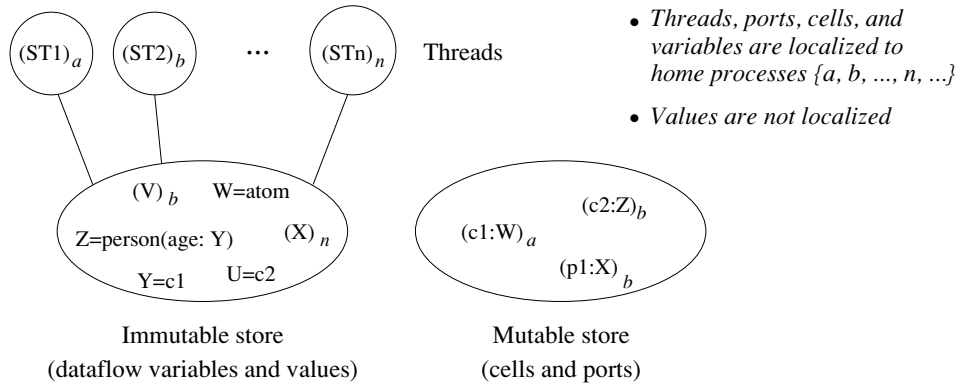 (ST1)a (ST2)b ... (STn)n Threads
• Threads, ports, cells, and
variables are localized to
home processes {a, b, ..., n, ...}
• Values are not localized
(V)b W=atom
Z=person(age: Y) (X)n
Y=c1 U=c2
(c2:Z)b
(c1:W)a
(p1:X)b
Immutable store
(dataflow variables and values)
Mutable store
(cells and ports)